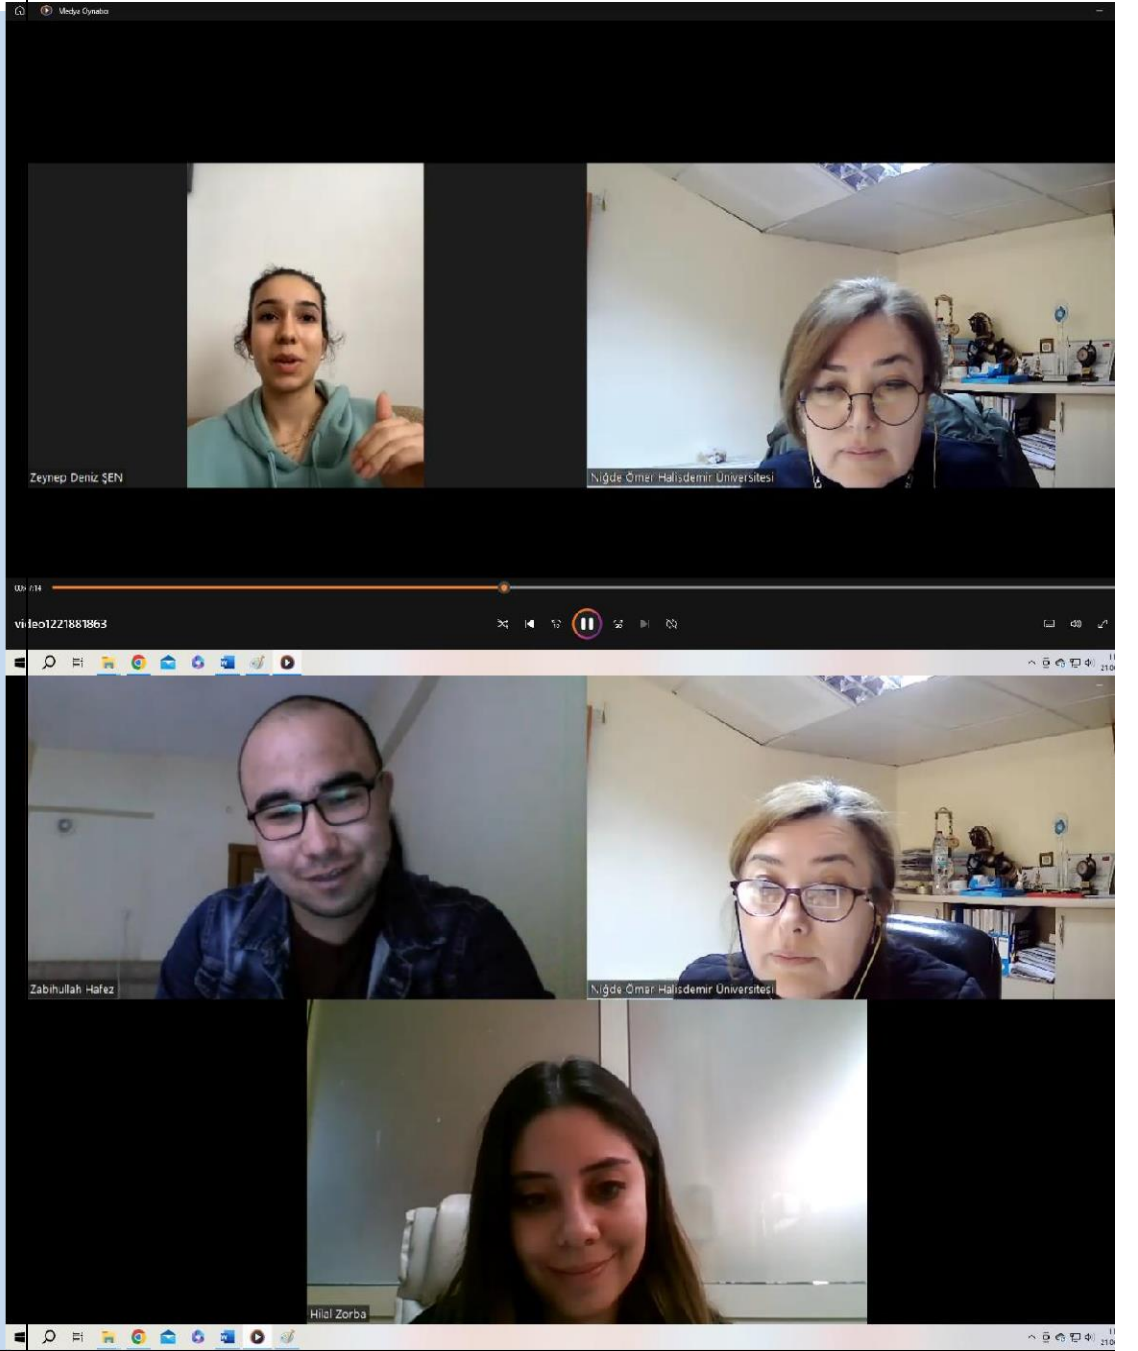 Medya Oynatıcı
Zeynep Deniz ŞEN
Niğde Ömer Halisdemir Üniversitesi
video1221881863
Zabihullah Hafez
Niğde Ömer Halisdemir Üniversitesi
Hilal Zorba